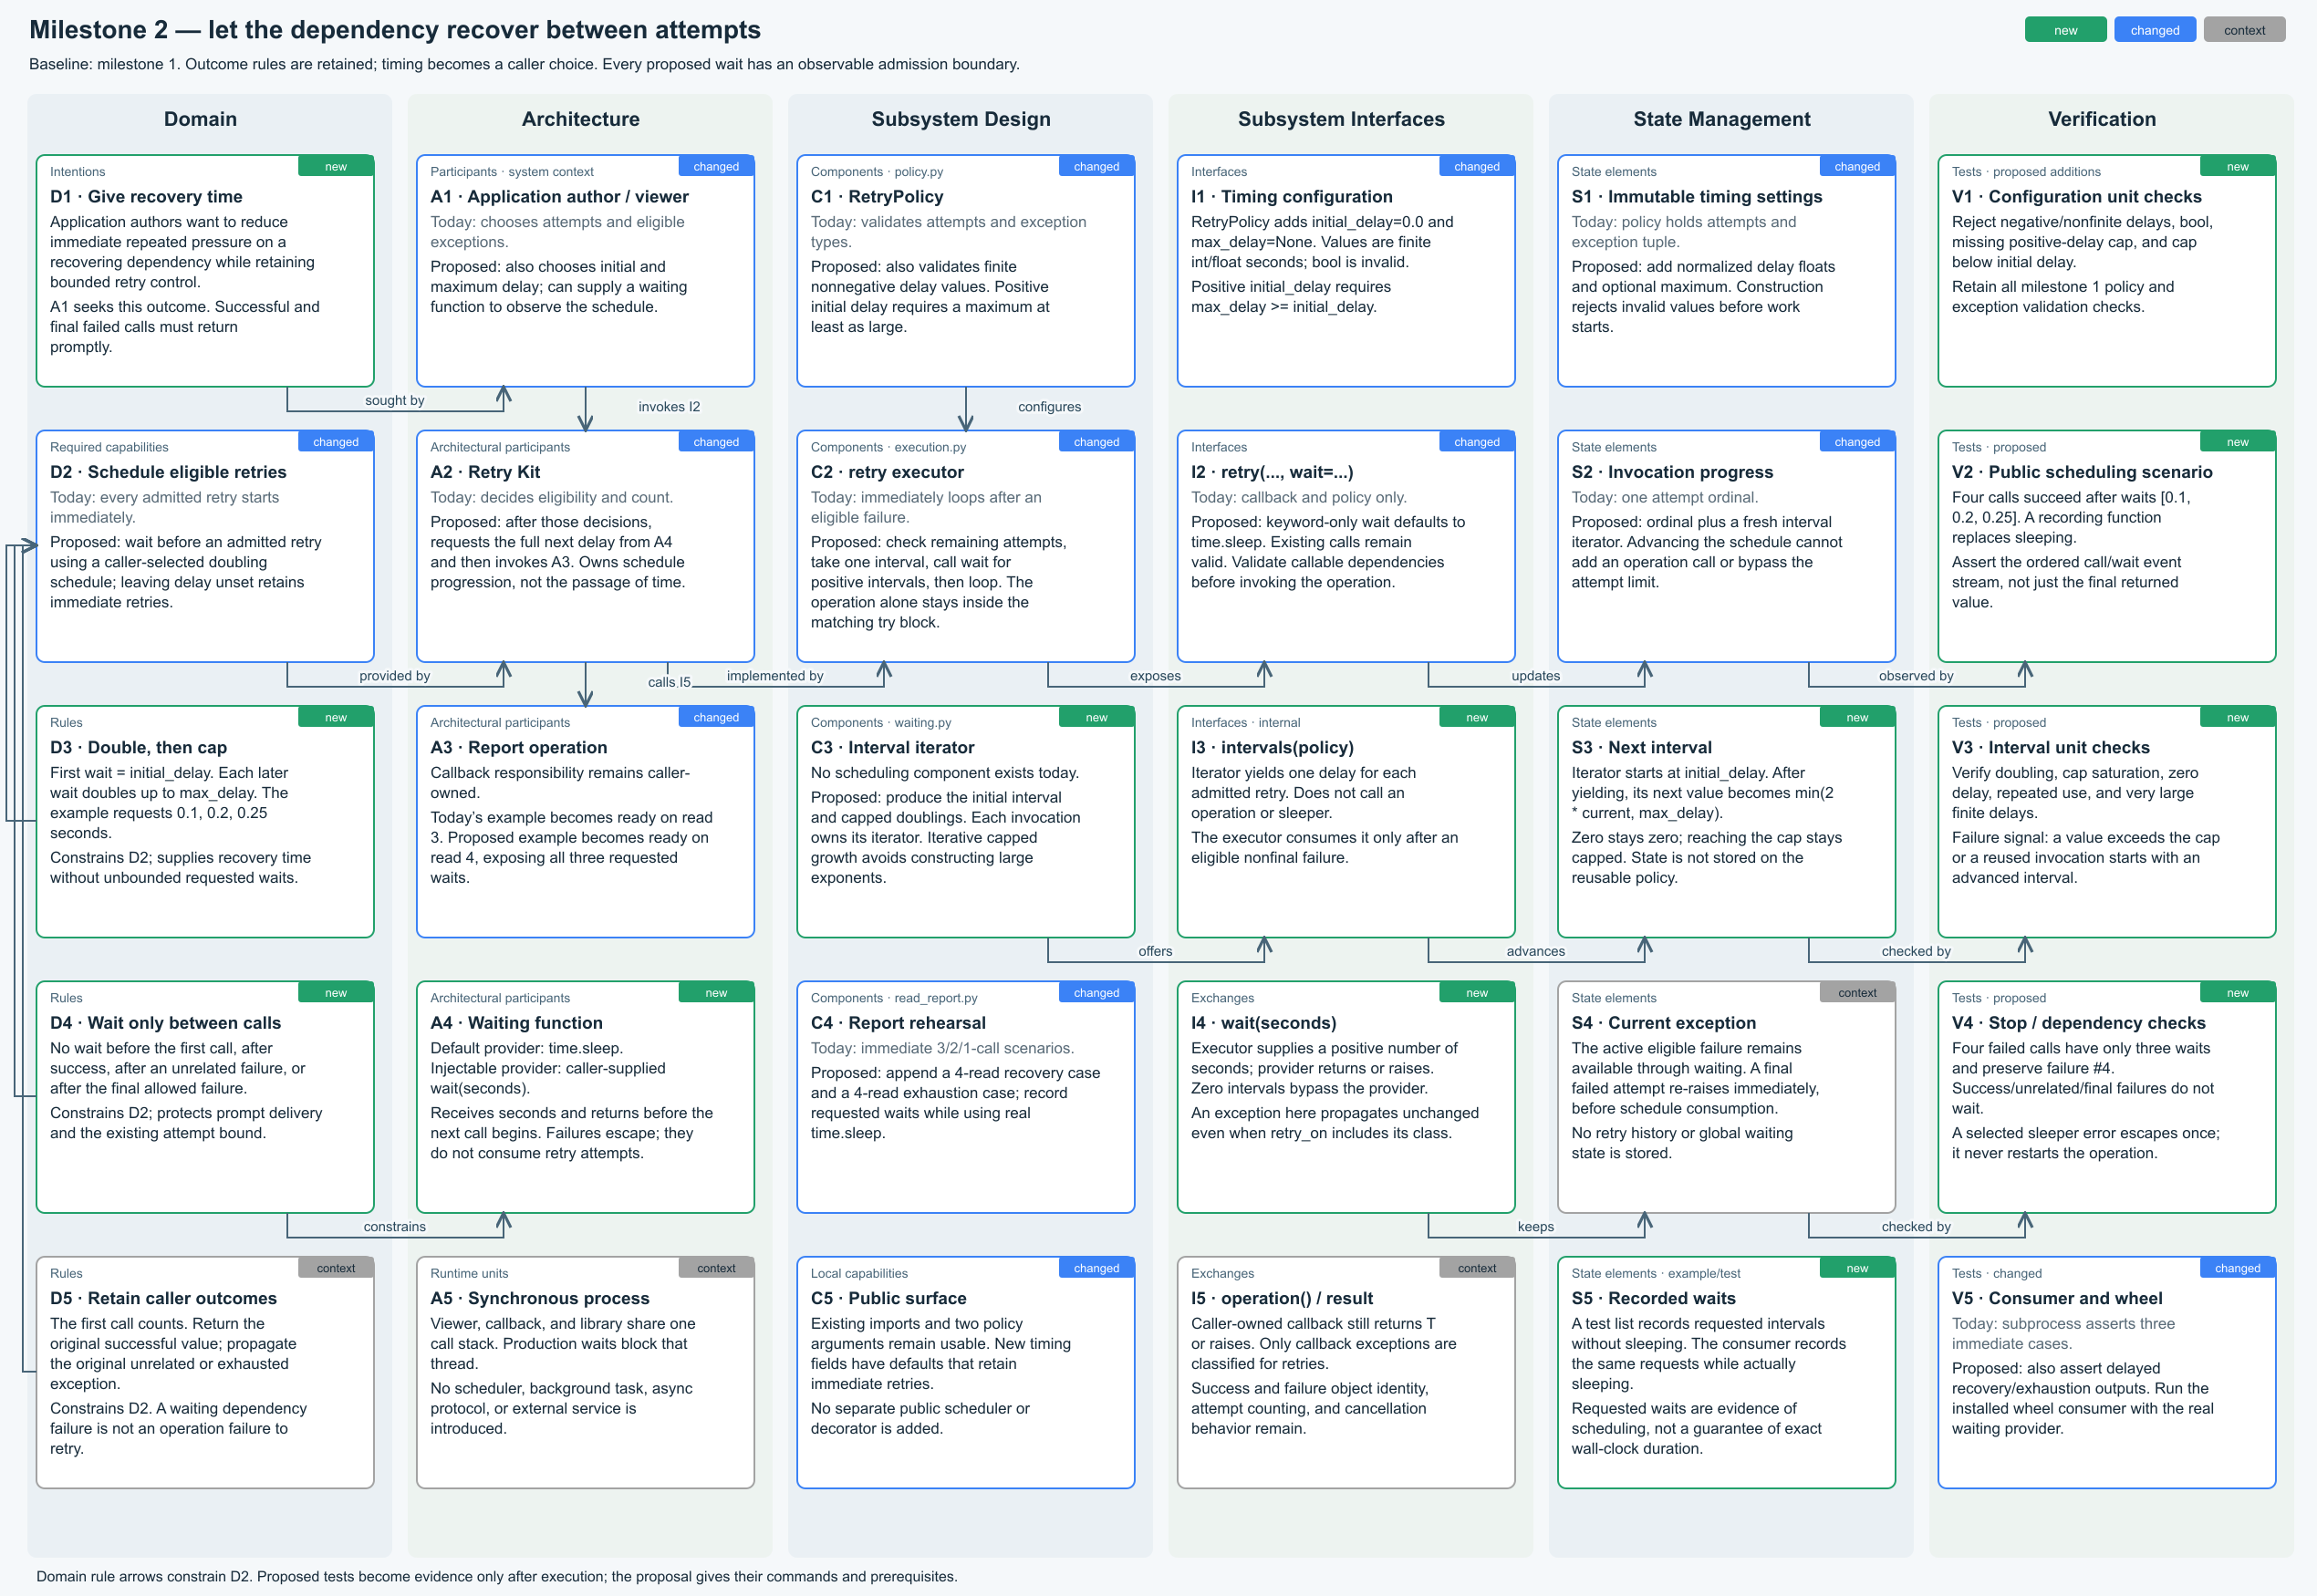 Milestone 2 — let the dependency recover between attempts
new
changed
context
Baseline: milestone 1. Outcome rules are retained; timing becomes a caller choice. Every proposed wait has an observable admission boundary.
Domain
Architecture
Subsystem Design
Subsystem Interfaces
State Management
Verification
Intentions
new
D1 · Give recovery time
Application authors want to reduce
immediate repeated pressure on a
recovering dependency while retaining
bounded retry control.
A1 seeks this outcome. Successful and
final failed calls must return
promptly.
Participants · system context
changed
A1 · Application author / viewer
Today: chooses attempts and eligible
exceptions.
Proposed: also chooses initial and
maximum delay; can supply a waiting
function to observe the schedule.
Components · policy.py
changed
C1 · RetryPolicy
Today: validates attempts and exception
types.
Proposed: also validates finite
nonnegative delay values. Positive
initial delay requires a maximum at
least as large.
Interfaces
changed
I1 · Timing configuration
RetryPolicy adds initial_delay=0.0 and
max_delay=None. Values are finite
int/float seconds; bool is invalid.
Positive initial_delay requires
max_delay >= initial_delay.
State elements
changed
S1 · Immutable timing settings
Today: policy holds attempts and
exception tuple.
Proposed: add normalized delay floats
and optional maximum. Construction
rejects invalid values before work
starts.
Tests · proposed additions
new
V1 · Configuration unit checks
Reject negative/nonfinite delays, bool,
missing positive-delay cap, and cap
below initial delay.
Retain all milestone 1 policy and
exception validation checks.
sought by
invokes I2
configures
Required capabilities
changed
D2 · Schedule eligible retries
Today: every admitted retry starts
immediately.
Proposed: wait before an admitted retry
using a caller-selected doubling
schedule; leaving delay unset retains
immediate retries.
Architectural participants
changed
A2 · Retry Kit
Today: decides eligibility and count.
Proposed: after those decisions,
requests the full next delay from A4
and then invokes A3. Owns schedule
progression, not the passage of time.
Components · execution.py
changed
C2 · retry executor
Today: immediately loops after an
eligible failure.
Proposed: check remaining attempts,
take one interval, call wait for
positive intervals, then loop. The
operation alone stays inside the
matching try block.
Interfaces
changed
I2 · retry(..., wait=...)
Today: callback and policy only.
Proposed: keyword-only wait defaults to
time.sleep. Existing calls remain
valid. Validate callable dependencies
before invoking the operation.
State elements
changed
S2 · Invocation progress
Today: one attempt ordinal.
Proposed: ordinal plus a fresh interval
iterator. Advancing the schedule cannot
add an operation call or bypass the
attempt limit.
Tests · proposed
new
V2 · Public scheduling scenario
Four calls succeed after waits [0.1,
0.2, 0.25]. A recording function
replaces sleeping.
Assert the ordered call/wait event
stream, not just the final returned
value.
provided by
calls I5
implemented by
exposes
updates
observed by
Rules
new
D3 · Double, then cap
First wait = initial_delay. Each later
wait doubles up to max_delay. The
example requests 0.1, 0.2, 0.25
seconds.
Constrains D2; supplies recovery time
without unbounded requested waits.
Architectural participants
changed
A3 · Report operation
Callback responsibility remains caller-
owned.
Today's example becomes ready on read
3. Proposed example becomes ready on
read 4, exposing all three requested
waits.
Components · waiting.py
new
C3 · Interval iterator
No scheduling component exists today.
Proposed: produce the initial interval
and capped doublings. Each invocation
owns its iterator. Iterative capped
growth avoids constructing large
exponents.
Interfaces · internal
new
I3 · intervals(policy)
Iterator yields one delay for each
admitted retry. Does not call an
operation or sleeper.
The executor consumes it only after an
eligible nonfinal failure.
State elements
new
S3 · Next interval
Iterator starts at initial_delay. After
yielding, its next value becomes min(2
* current, max_delay).
Zero stays zero; reaching the cap stays
capped. State is not stored on the
reusable policy.
Tests · proposed
new
V3 · Interval unit checks
Verify doubling, cap saturation, zero
delay, repeated use, and very large
finite delays.
Failure signal: a value exceeds the cap
or a reused invocation starts with an
advanced interval.
offers
advances
checked by
Rules
new
D4 · Wait only between calls
No wait before the first call, after
success, after an unrelated failure, or
after the final allowed failure.
Constrains D2; protects prompt delivery
and the existing attempt bound.
Architectural participants
new
A4 · Waiting function
Default provider: time.sleep.
Injectable provider: caller-supplied
wait(seconds).
Receives seconds and returns before the
next call begins. Failures escape; they
do not consume retry attempts.
Components · read_report.py
changed
C4 · Report rehearsal
Today: immediate 3/2/1-call scenarios.
Proposed: append a 4-read recovery case
and a 4-read exhaustion case; record
requested waits while using real
time.sleep.
Exchanges
new
I4 · wait(seconds)
Executor supplies a positive number of
seconds; provider returns or raises.
Zero intervals bypass the provider.
An exception here propagates unchanged
even when retry_on includes its class.
State elements
context
S4 · Current exception
The active eligible failure remains
available through waiting. A final
failed attempt re-raises immediately,
before schedule consumption.
No retry history or global waiting
state is stored.
Tests · proposed
new
V4 · Stop / dependency checks
Four failed calls have only three waits
and preserve failure #4.
Success/unrelated/final failures do not
wait.
A selected sleeper error escapes once;
it never restarts the operation.
constrains
keeps
checked by
Rules
context
D5 · Retain caller outcomes
The first call counts. Return the
original successful value; propagate
the original unrelated or exhausted
exception.
Constrains D2. A waiting dependency
failure is not an operation failure to
retry.
Runtime units
context
A5 · Synchronous process
Viewer, callback, and library share one
call stack. Production waits block that
thread.
No scheduler, background task, async
protocol, or external service is
introduced.
Local capabilities
changed
C5 · Public surface
Existing imports and two policy
arguments remain usable. New timing
fields have defaults that retain
immediate retries.
No separate public scheduler or
decorator is added.
Exchanges
context
I5 · operation() / result
Caller-owned callback still returns T
or raises. Only callback exceptions are
classified for retries.
Success and failure object identity,
attempt counting, and cancellation
behavior remain.
State elements · example/test
new
S5 · Recorded waits
A test list records requested intervals
without sleeping. The consumer records
the same requests while actually
sleeping.
Requested waits are evidence of
scheduling, not a guarantee of exact
wall-clock duration.
Tests · changed
changed
V5 · Consumer and wheel
Today: subprocess asserts three
immediate cases.
Proposed: also assert delayed
recovery/exhaustion outputs. Run the
installed wheel consumer with the real
waiting provider.
Domain rule arrows constrain D2. Proposed tests become evidence only after execution; the proposal gives their commands and prerequisites.